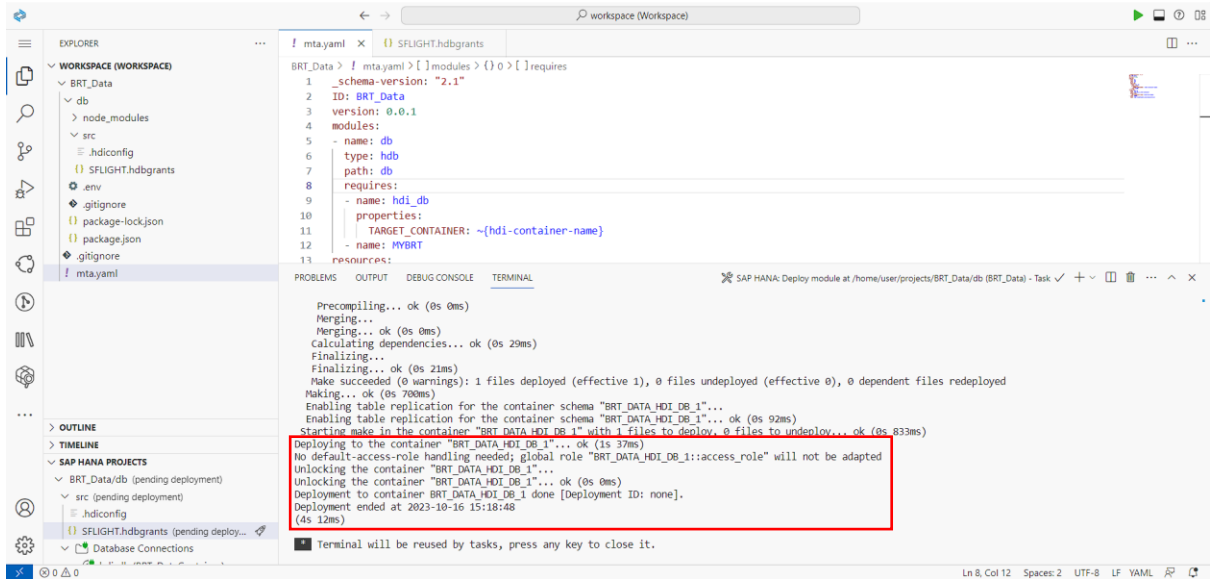 workspace (Workspace)
EXPLORER
mta.yaml
SFLIGHT.hdbgrants
WORKSPACE (WORKSPACE)
BRT_Data
db
node_modules
src
.hdiconfig
SFLIGHT.hdbgrants
.env
.gitignore
package-lock.json
package.json
.gitignore
mta.yaml
BRT_Data > ! mta.yaml > [ ] modules > {} 0 > [ ] requires
1 _schema-version: "2.1"
2 ID: BRT_Data
3 version: 0.0.1
4 modules:
5 - name: db
6 type: hdb
7 path: db
8 requires:
9 - name: hdi_db
10 properties:
11 TARGET_CONTAINER: ~{hdi-container-name}
12 - name: MYBRT
13 resources:
PROBLEMS OUTPUT DEBUG CONSOLE TERMINAL
SAP HANA: Deploy module at /home/user/projects/BRT_Data/db (BRT_Data) - Task
Precompiling... ok (0s 0ms)
Merging...
Merging... ok (0s 0ms)
Calculating dependencies... ok (0s 29ms)
Finalizing...
Finalizing... ok (0s 21ms)
Make succeeded (0 warnings): 1 files deployed (effective 1), 0 files undeployed (effective 0), 0 dependent files redeployed
Making... ok (0s 700ms)
Enabling table replication for the container schema "BRT_DATA_HDI_DB_1"...
Enabling table replication for the container schema "BRT_DATA_HDI_DB_1"... ok (0s 92ms)
Starting make in the container "BRT_DATA_HDI_DB_1" with 1 files to deploy, 0 files to undeploy... ok (0s 833ms)
Deploying to the container "BRT_DATA_HDI_DB_1"... ok (1s 37ms)
No default-access-role handling needed; global role "BRT_DATA_HDI_DB_1::access_role" will not be adapted
Unlocking the container "BRT_DATA_HDI_DB_1"...
Unlocking the container "BRT_DATA_HDI_DB_1"... ok (0s 0ms)
Deployment to container BRT_DATA_HDI_DB_1 done [Deployment ID: none].
Deployment ended at 2023-10-16 15:18:48
(4s 12ms)
* Terminal will be reused by tasks, press any key to close it.
OUTLINE
TIMELINE
SAP HANA PROJECTS
BRT_Data/db (pending deployment)
src (pending deployment)
.hdiconfig
SFLIGHT.hdbgrants (pending deploy...
Database Connections
0 0
Ln 8, Col 12 Spaces: 2 UTF-8 LF YAML